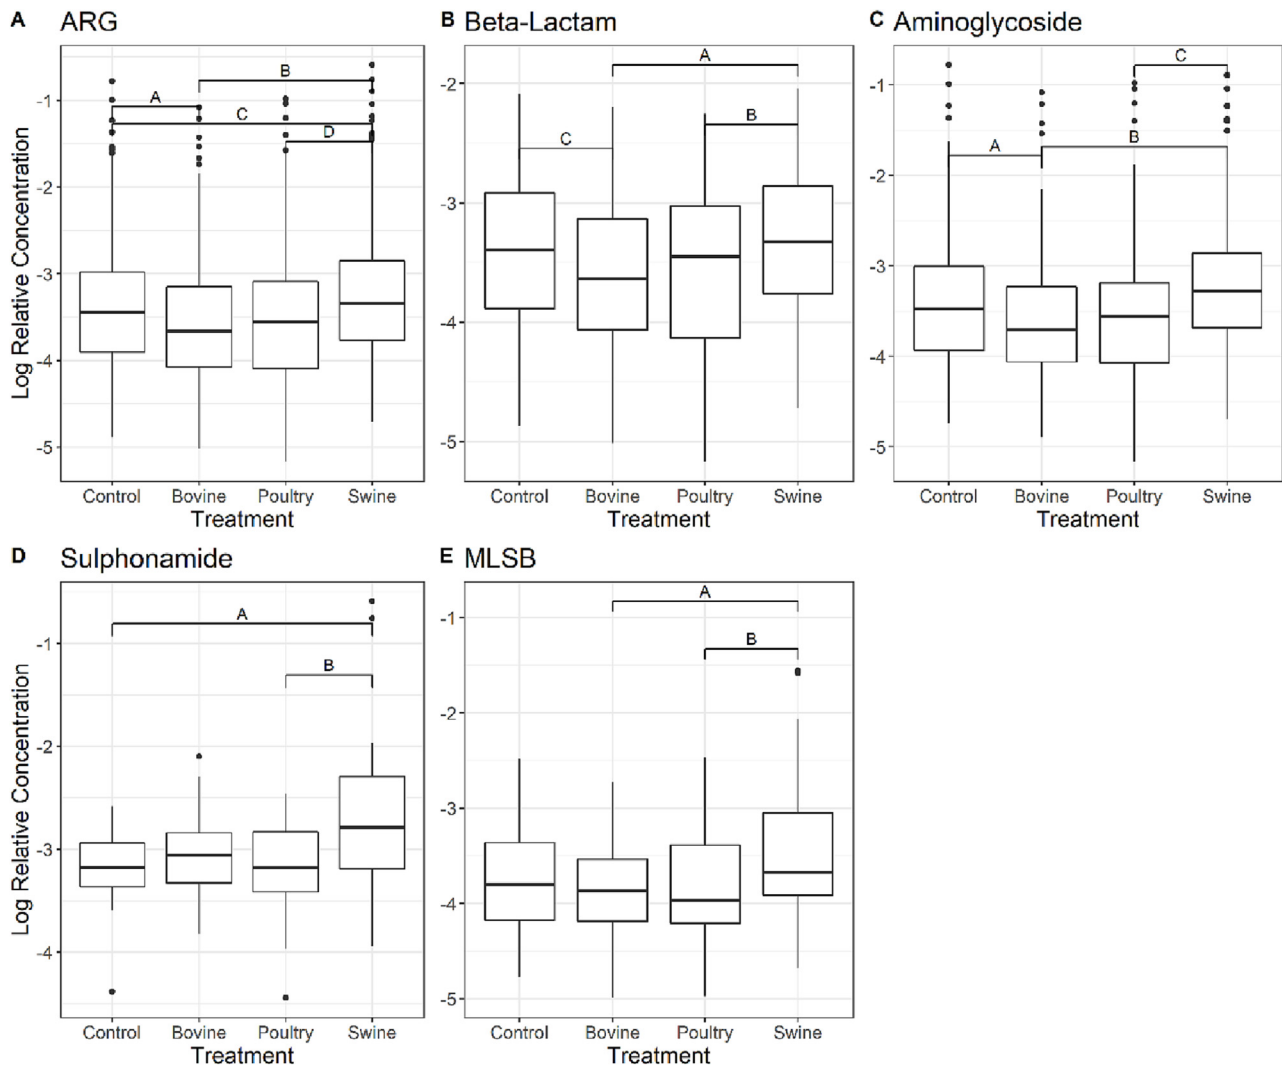 A ARG
B Beta-Lactam
C Aminoglycoside
Log Relative Concentration
-1
-2
-3
-4
-5
A
B
C
D
Control Bovine Poultry Swine
Treatment
-2
-3
-4
-5
A
B
C
Control Bovine Poultry Swine
Treatment
-1
-2
-3
-4
-5
C
B
A
Control Bovine Poultry Swine
Treatment
D Sulphonamide
E MLSB
Log Relative Concentration
-1
-2
-3
-4
A
B
Control Bovine Poultry Swine
Treatment
-1
-2
-3
-4
-5
A
B
Control Bovine Poultry Swine
Treatment